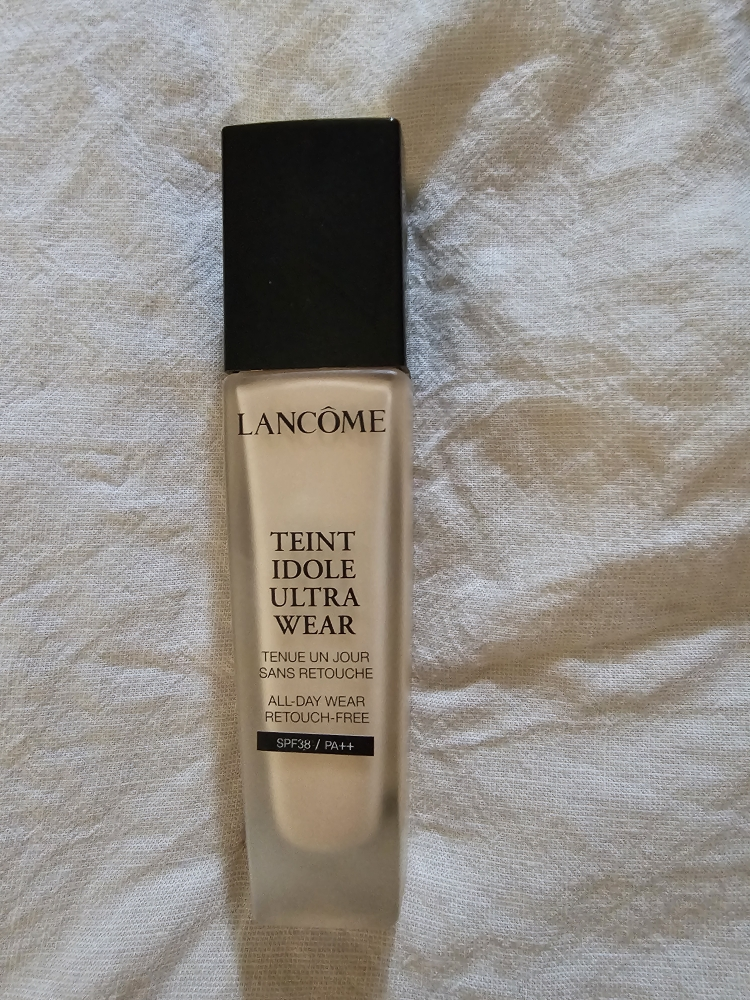 LANCÔME
TEINT
IDOLE
ULTRA
WEAR
TENUE UN JOUR
SANS RETOUCHE
ALL-DAY WEAR
RETOUCH-FREE
SPF38 / PA++